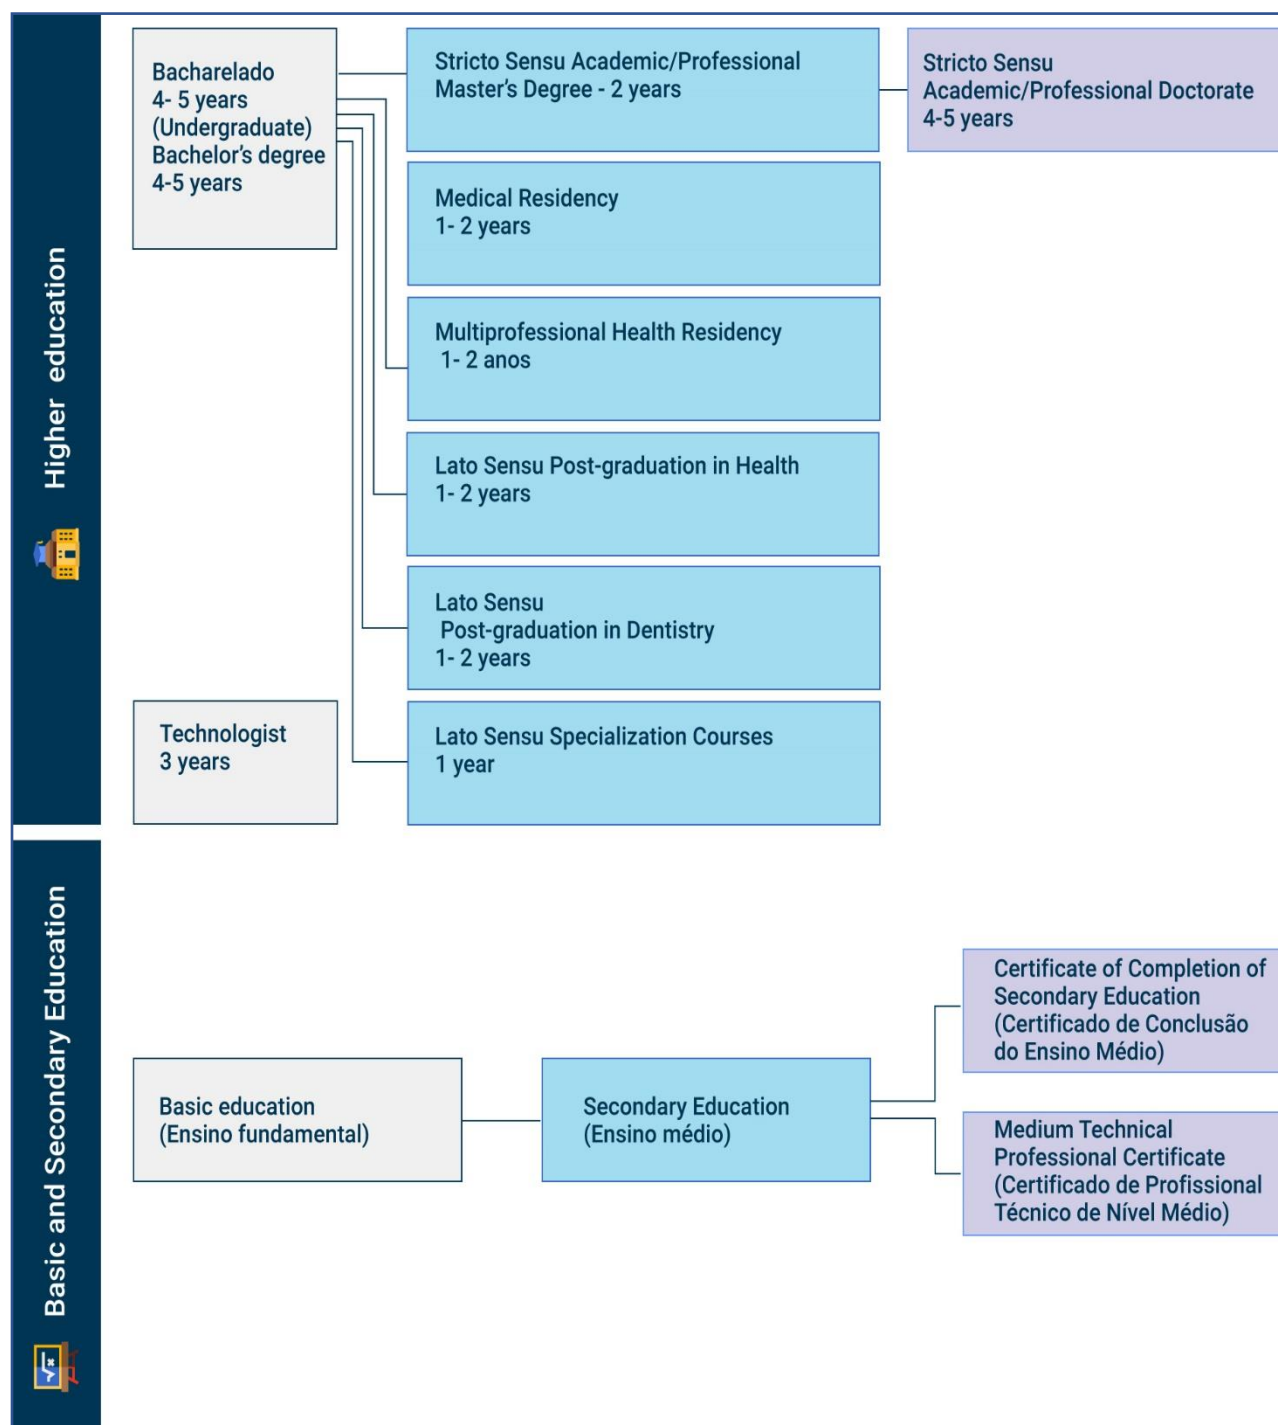 Higher education
Bacharelado
4- 5 years
(Undergraduate)
Bachelor's degree
4-5 years
Stricto Sensu Academic/Professional
Master's Degree - 2 years
Stricto Sensu
Academic/Professional Doctorate
4-5 years
Medical Residency
1- 2 years
Multiprofessional Health Residency
1- 2 anos
Lato Sensu Post-graduation in Health
1- 2 years
Lato Sensu
Post-graduation in Dentistry
1- 2 years
Technologist
3 years
Lato Sensu Specialization Courses
1 year
Basic and Secondary Education
Basic education
(Ensino fundamental)
Secondary Education
(Ensino médio)
Certificate of Completion of
Secondary Education
(Certificado de Conclusão
do Ensino Médio)
Medium Technical
Professional Certificate
(Certificado de Profissional
Técnico de Nível Médio)